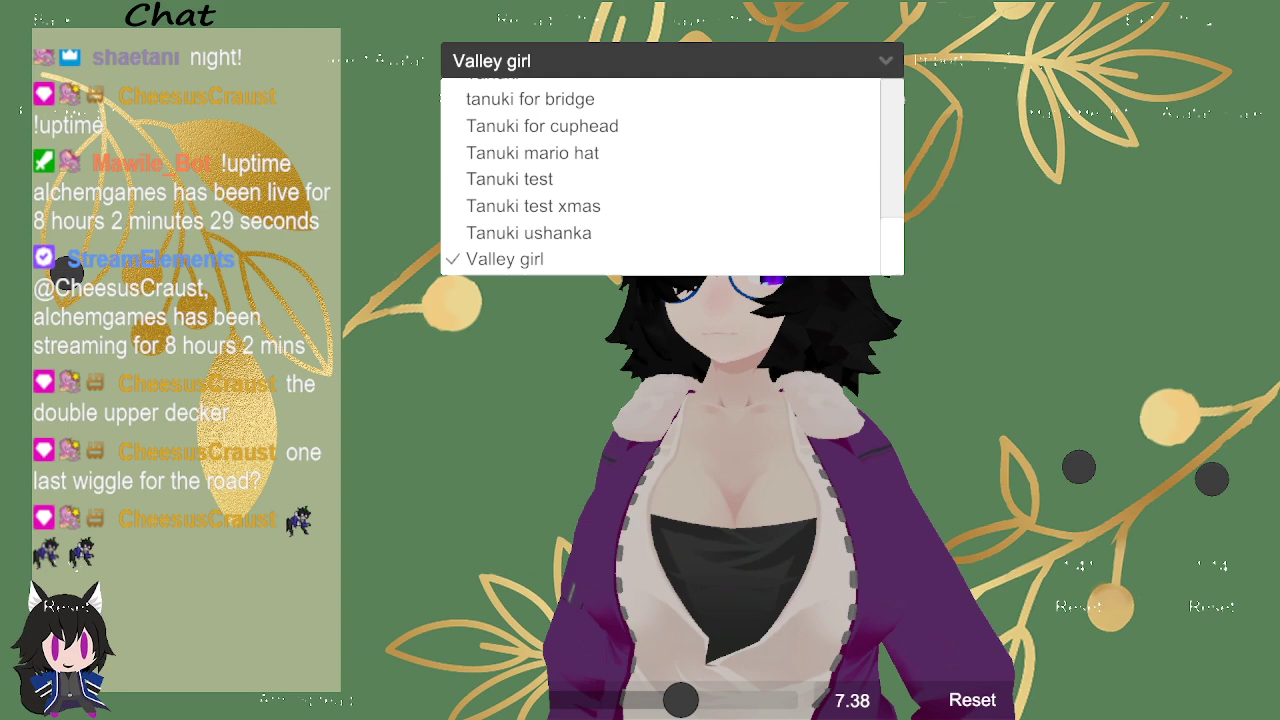 Chat
shaetani night!
CheesusCraust
!uptime
Mawile_Bot !uptime
alchemgames has been live for
8 hours 2 minutes 29 seconds
StreamElements
@CheesusCraust,
alchemgames has been
streaming for 8 hours 2 mins
CheesusCraust the
double upper decker
CheesusCraust one
last wiggle for the road?
CheesusCraust
Valley girl
tanuki for bridge
Tanuki for cuphead
Tanuki mario hat
Tanuki test
Tanuki test xmas
Tanuki ushanka
Valley girl
Reset
Reset
Reset
7.38
Reset